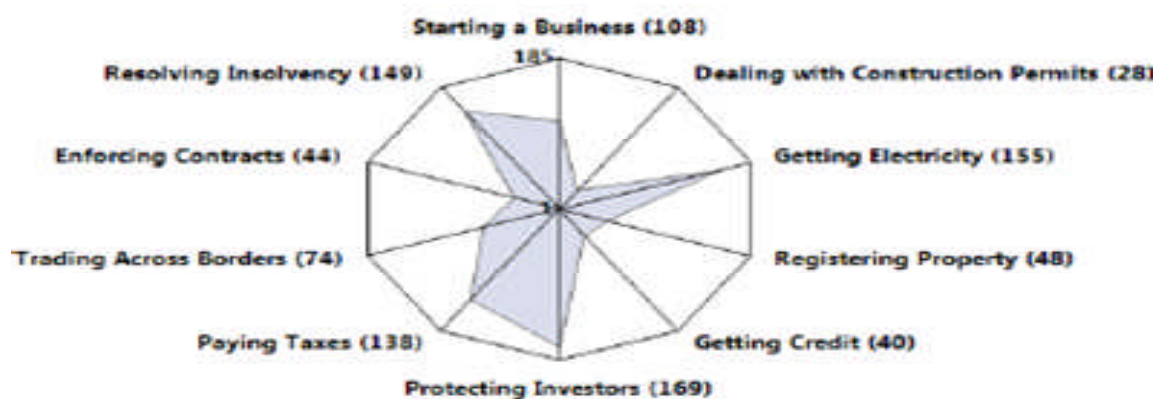 Starting a Business (108)
185
Resolving Insolvency (149)
Dealing with Construction Permits (28)
Enforcing Contracts (44)
Getting Electricity (155)
1
Trading Across Borders (74)
Registering Property (48)
Paying Taxes (138)
Getting Credit (40)
Protecting Investors (169)